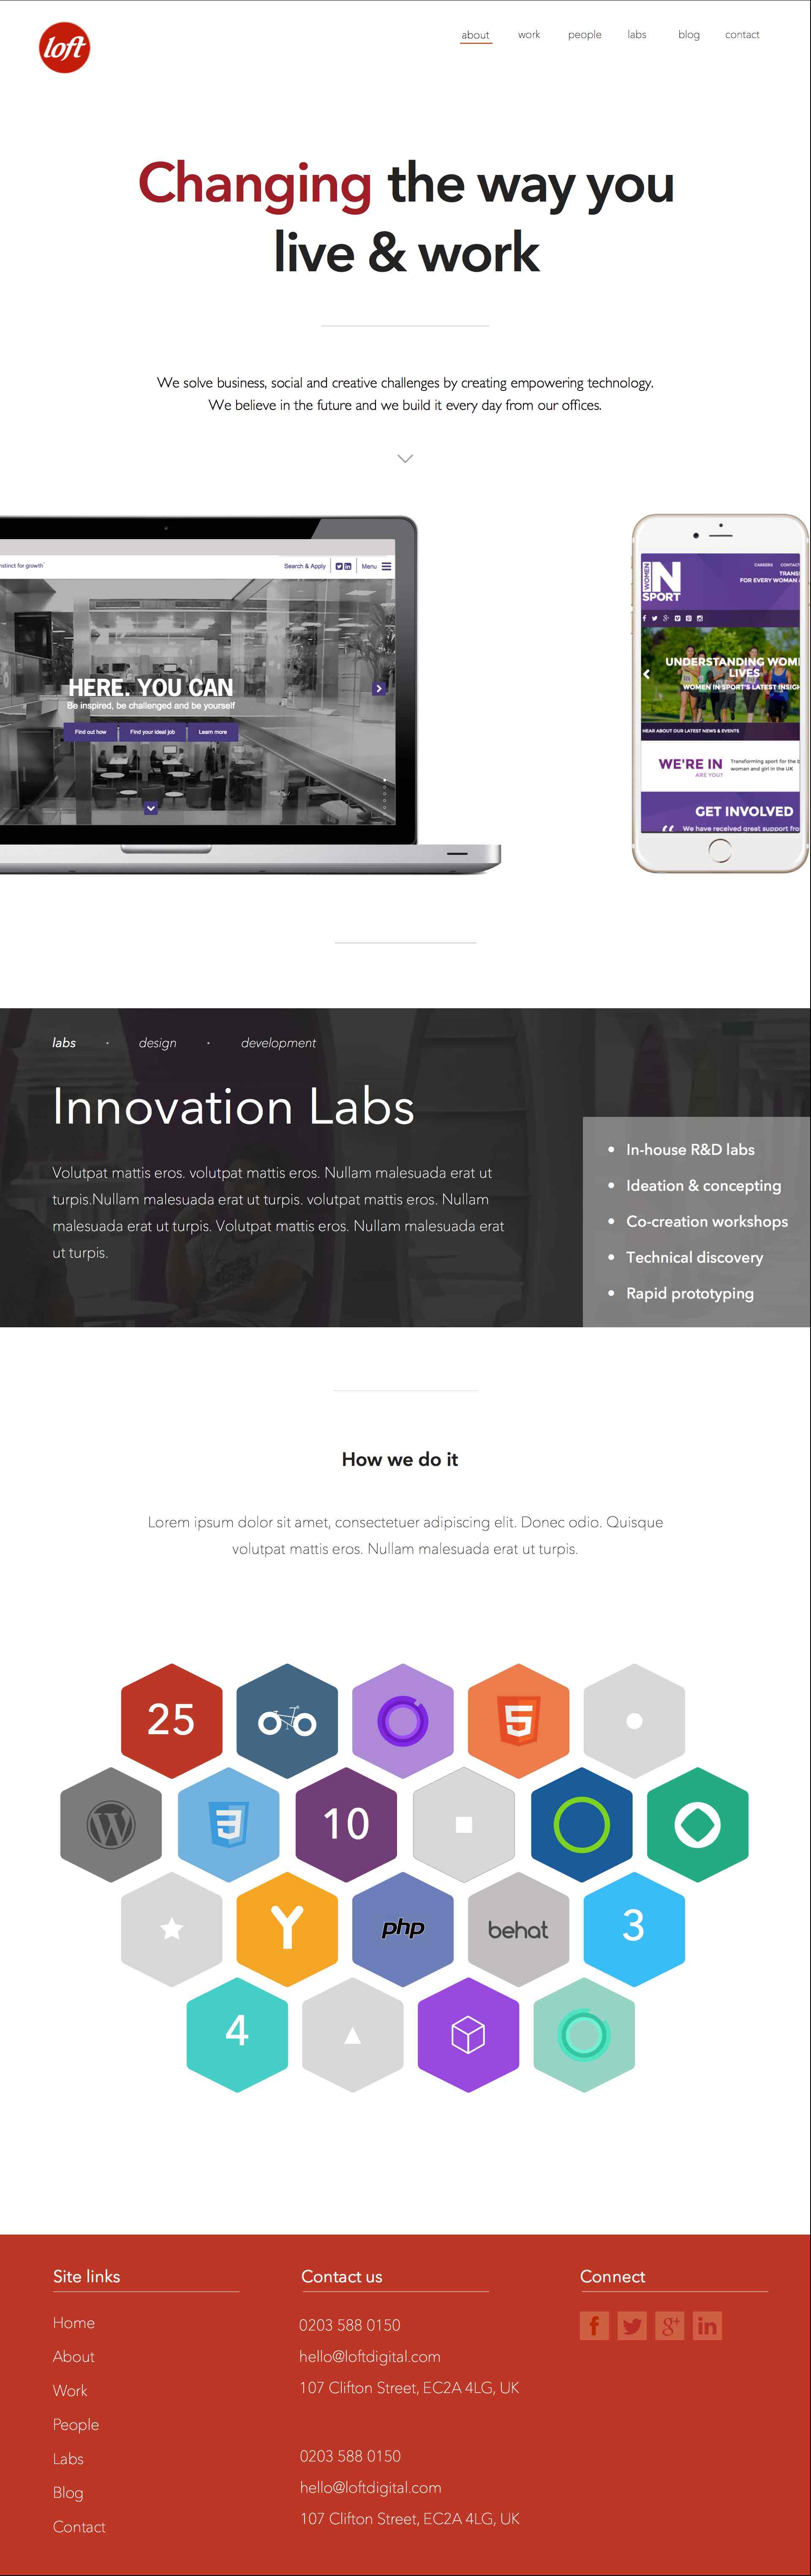 loft
about work people labs blog contact
Changing the way you
live & work
We solve business, social and creative challenges by creating empowering technology.
We believe in the future and we build it every day from our offices.
nstinct for growth
Search & Apply Menu
HERE. YOU CAN
Be inspired, be challenged and be yourself
Find out how Find your ideal job Learn more
WOMEN
IN
SPORT
CAREERS CONTACT
TRANS
FOR EVERY WOMAN
UNDERSTANDING WOM
LIVES
WOMEN IN SPORT'S LATEST INSIGH
HEAR ABOUT OUR LATEST NEWS & EVENTS
WE'RE IN
ARE YOU?
Transforming sport for the
woman and girl in the UK
GET INVOLVED
We have received great support fro
labs · design · development
Innovation Labs
Volutpat mattis eros. volutpat mattis eros. Nullam malesuada erat ut
turpis.Nullam malesuada erat ut turpis. volutpat mattis eros. Nullam
malesuada erat ut turpis. Volutpat mattis eros. Nullam malesuada erat
ut turpis.
• In-house R&D labs
• Ideation & concepting
• Co-creation workshops
• Technical discovery
• Rapid prototyping
How we do it
Lorem ipsum dolor sit amet, consectetuer adipiscing elit. Donec odio. Quisque
volutpat mattis eros. Nullam malesuada erat ut turpis.
25 5
W 3 10
Y php behat 3
4
Site links
Home
About
Work
People
Labs
Blog
Contact
Contact us
0203 588 0150
hello@loftdigital.com
107 Clifton Street, EC2A 4LG, UK
0203 588 0150
hello@loftdigital.com
107 Clifton Street, EC2A 4LG, UK
Connect
f g+ in